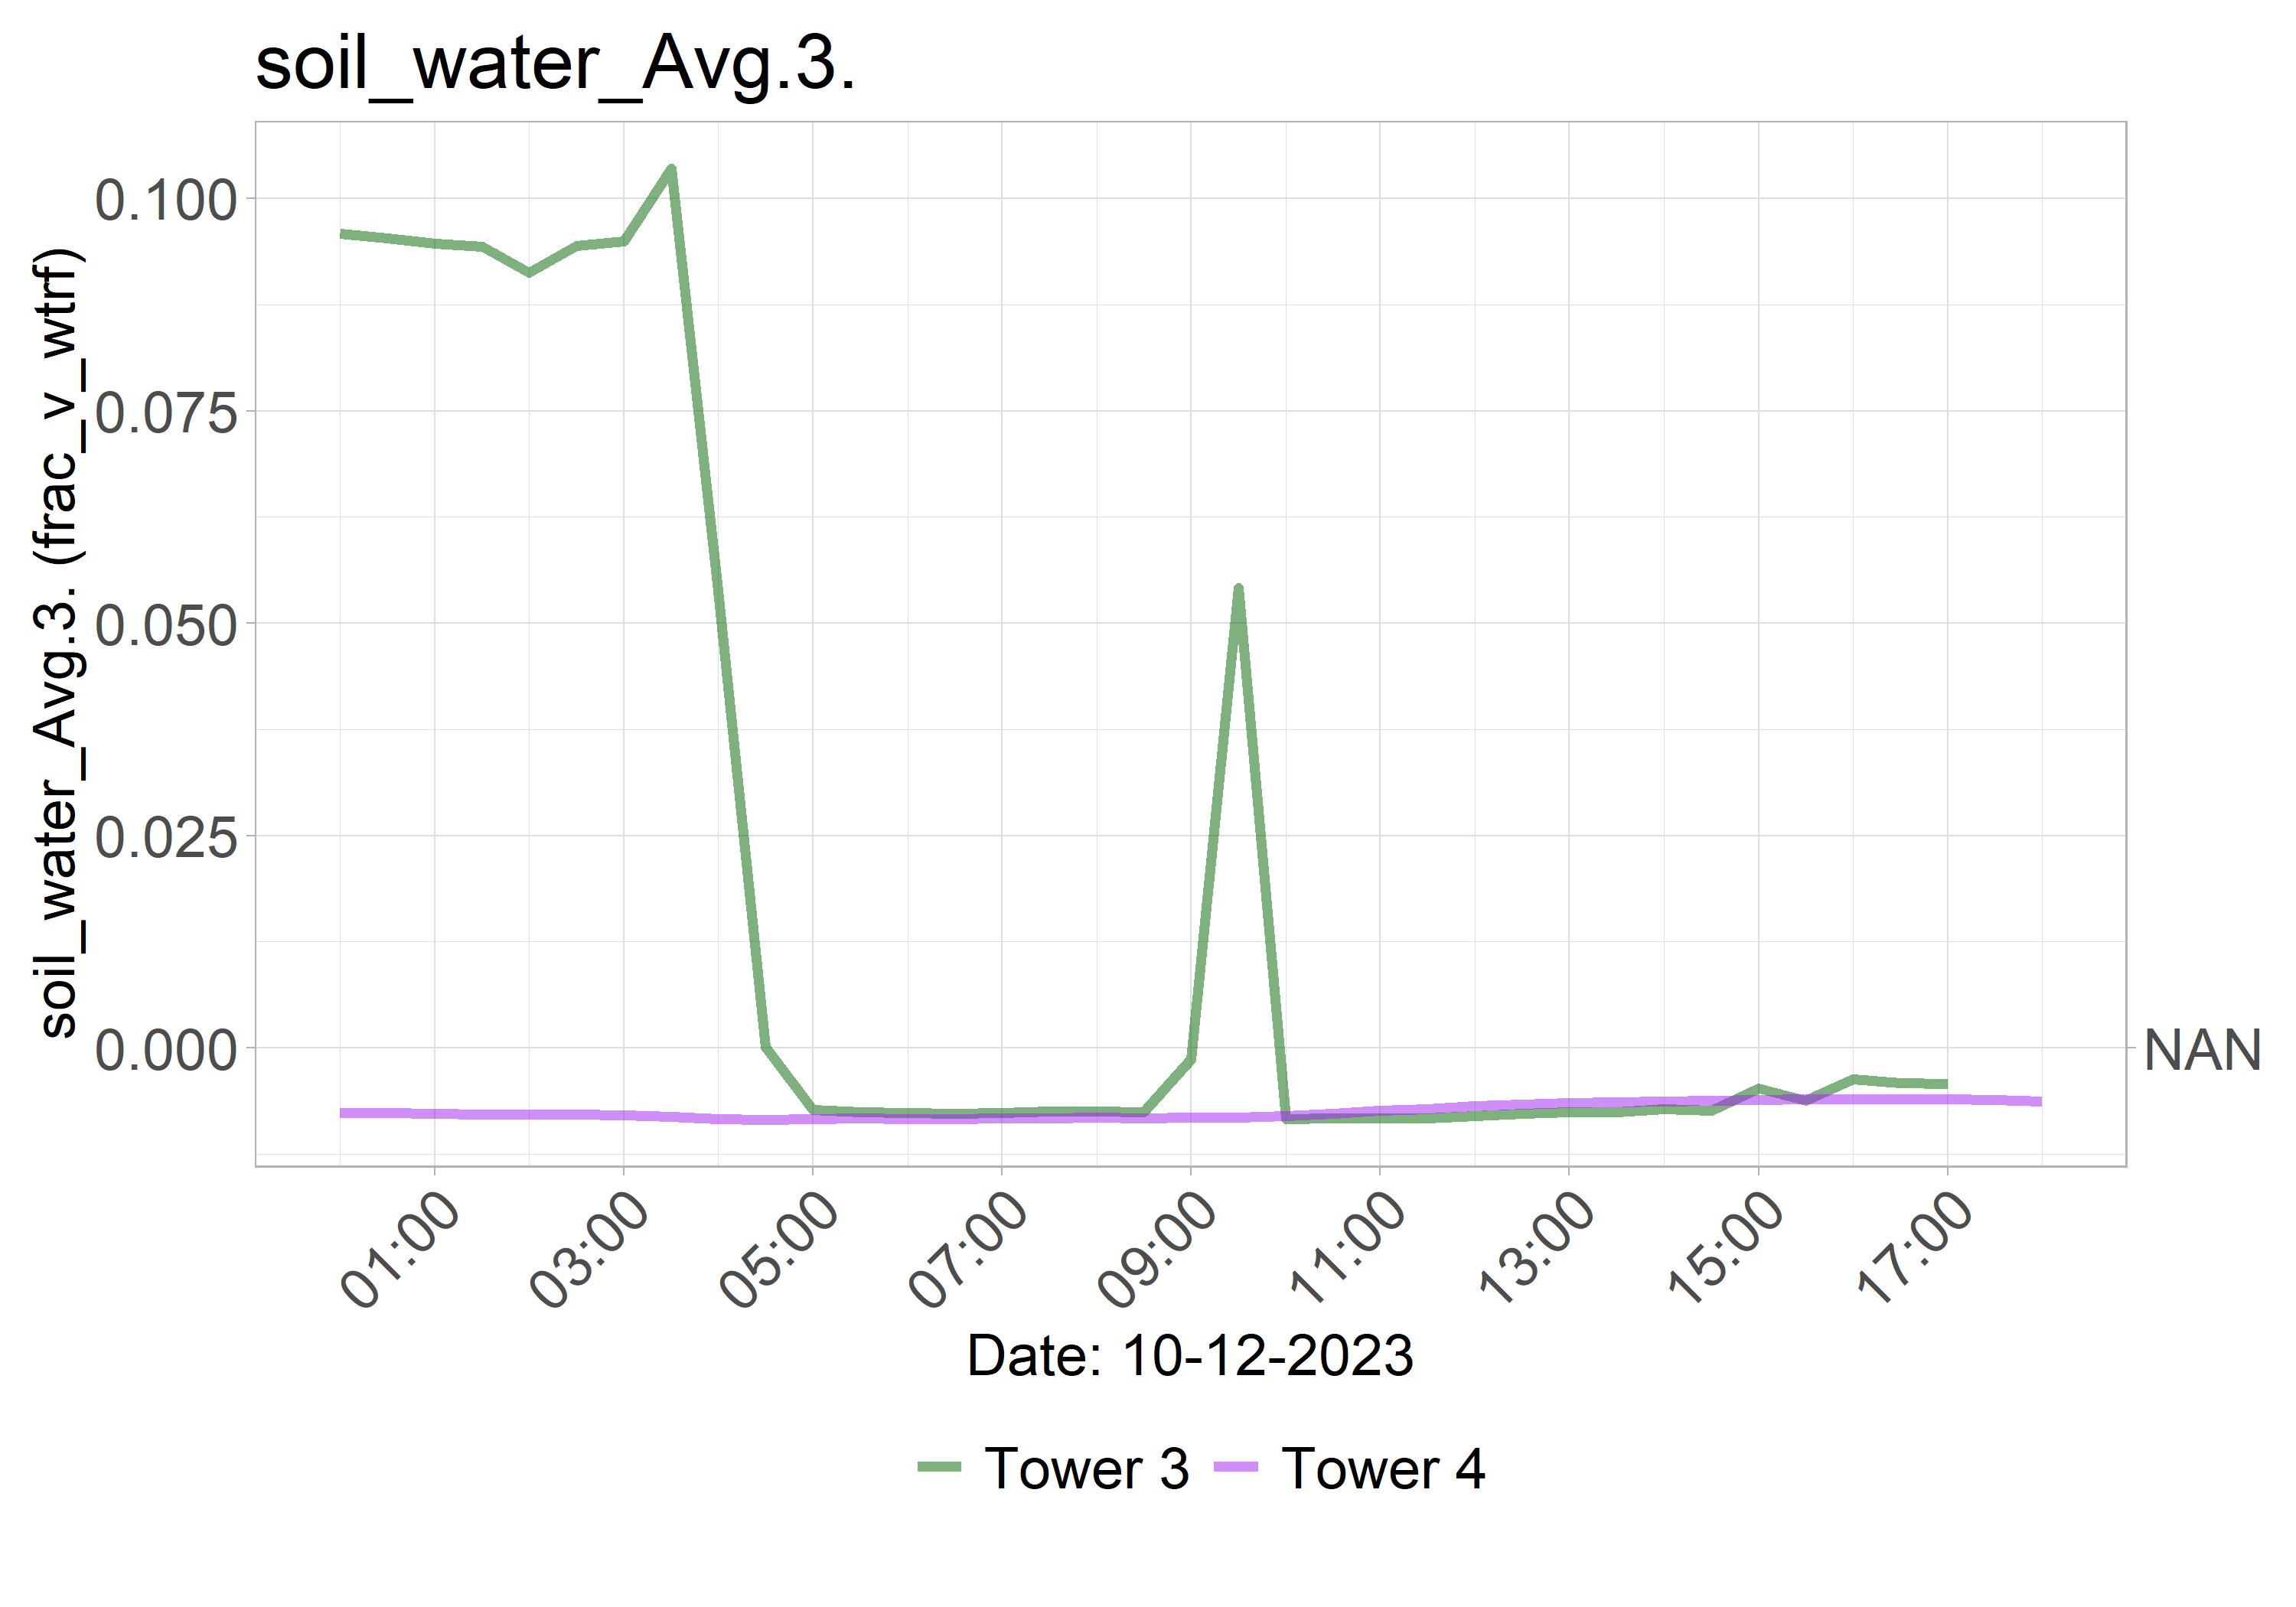 soil_water_Avg.3.
soil_water_Avg.3. (frac_v_wtrf)
0.100
0.075
0.050
0.025
0.000
NAN
01:00
03:00
05:00
07:00
09:00
11:00
13:00
15:00
17:00
Date: 10-12-2023
Tower 3
Tower 4